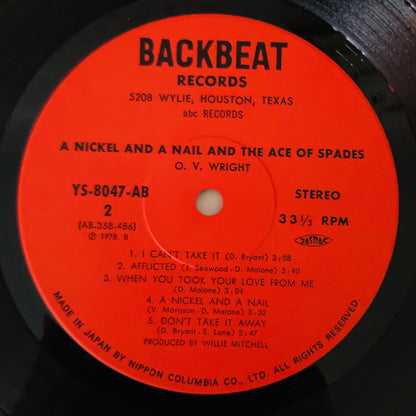 BACKBEAT
RECORDS
5208 WYLIE, HOUSTON, TEXAS
abc RECORDS
A NICKEL AND A NAIL AND THE ACE OF SPADES
O. V. WRIGHT
YS-8047-AB
2
(AB-358-486)
Ⓟ 1978. 8
STEREO
33⅓ RPM
JASRAC
1. I CAN'T TAKE IT (D. Bryant) 3;08
2. AFFLICTED (J. Seawood - D. Malone) 3;40
3. WHEN YOU TOOK YOUR LOVE FROM ME
(D. Malone) 3;04
4. A NICKEL AND A NAIL
(V. Morrison - D. Malone) 3;32
5. DON'T TAKE IT AWAY
(D. Bryant - S. Lane) 3;47
PRODUCED BY WILLIE MITCHELL
MADE IN JAPAN BY NIPPON COLUMBIA CO., LTD. ALL RIGHTS RESERVED.